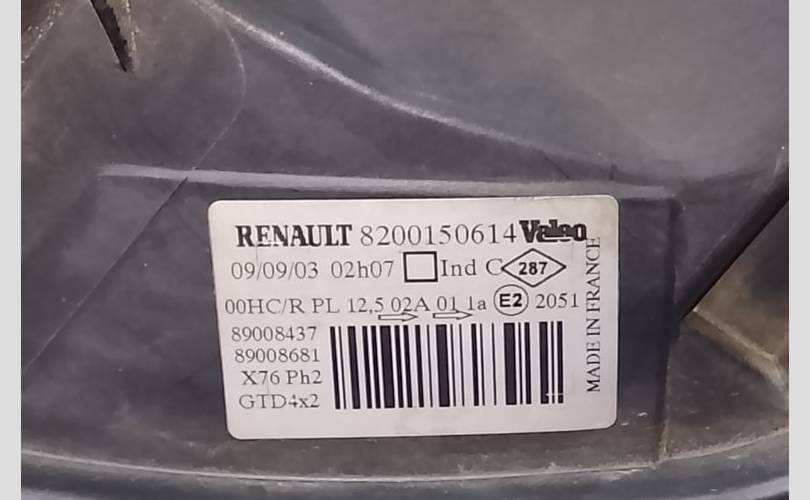 RENAULT 8200150614 Valeo
09/09/03 02h07 Ind C 287
00HC/R PL 12,5 02A 01 1a E2 2051
89008437
89008681
X76 Ph2
GTD4x2
MADE IN FRANCE